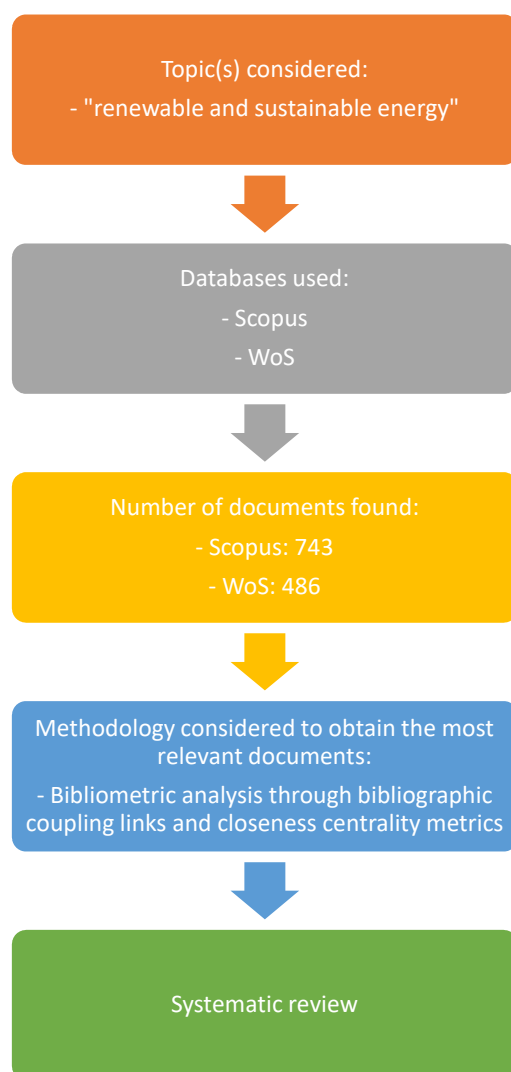 Topic(s) considered:
- "renewable and sustainable energy"
Databases used:
- Scopus
- WoS
Number of documents found:
- Scopus: 743
- WoS: 486
Methodology considered to obtain the most
relevant documents:
- Bibliometric analysis through bibliographic
coupling links and closeness centrality metrics
Systematic review